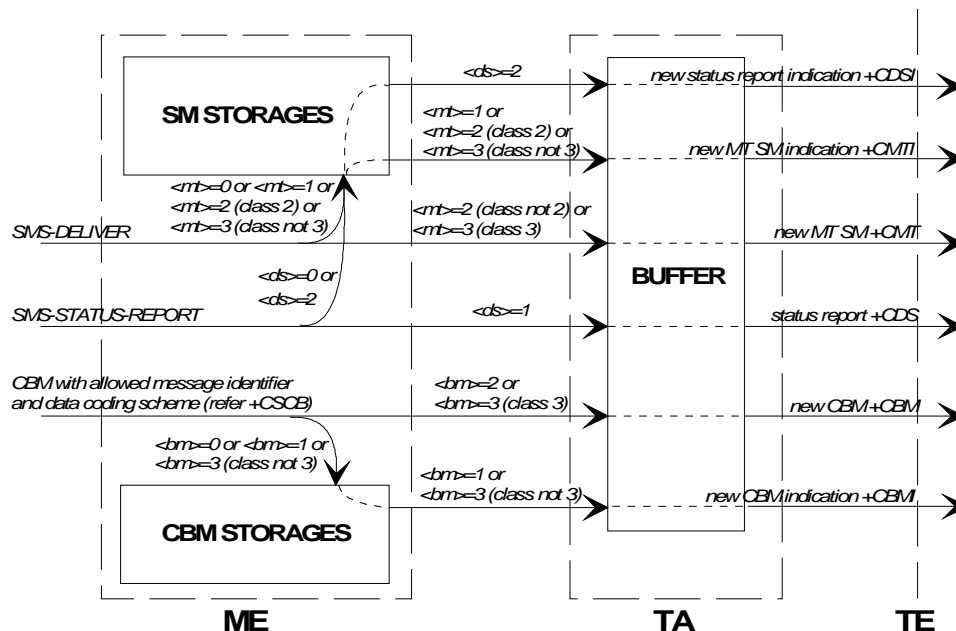 <ds>=2
new status report indication +CDSI
SM STORAGES
<mt>=1 or
<mt>=2 (class 2) or
<mt>=3 (class not 3)
new MT SM indication +CMTI
<mt>=0 or <mt>=1 or
<mt>=2 (class 2) or
<mt>=3 (class not 3)
<mt>=2 (class not 2) or
<mt>=3 (class 3)
SMS-DELIVER
new MT SM +CMT
BUFFER
<ds>=0 or
<ds>=2
SMS-STATUS-REPORT
<ds>=1
status report +CDS
CBM with allowed message identifier
and data coding scheme (refer +CSCB)
<bm>=2 or
<bm>=3 (class 3)
new CBM +CBM
<bm>=0 or <bm>=1 or
<bm>=3 (class not 3)
<bm>=1 or
<bm>=3 (class not 3)
new CBM indication +CBMI
CBM STORAGES
ME
TA
TE